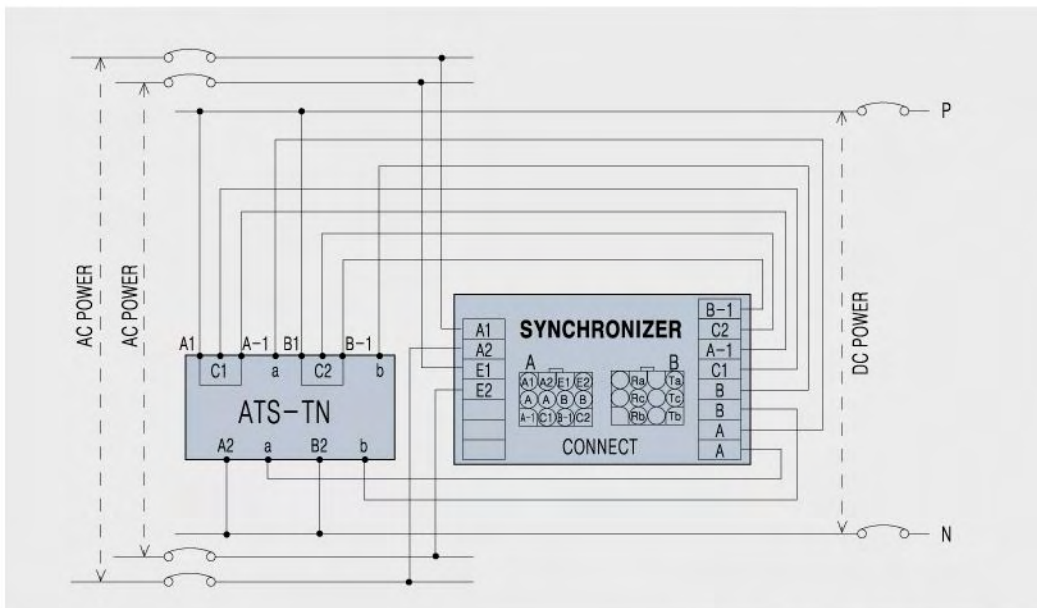 P
AC POWER
AC POWER
DC POWER
A1 A-1 B1 B-1
C1 a C2 b
ATS-TN
A2 a B2 b
SYNCHRONIZER
A1
A2
E1
E2
A B
A1 A2 E1 E2
A A B B
A-1 C1 B-1 C2
Ra Ta
Rc Tc
Rb Tb
CONNECT
B-1
C2
A-1
C1
B
B
A
A
N